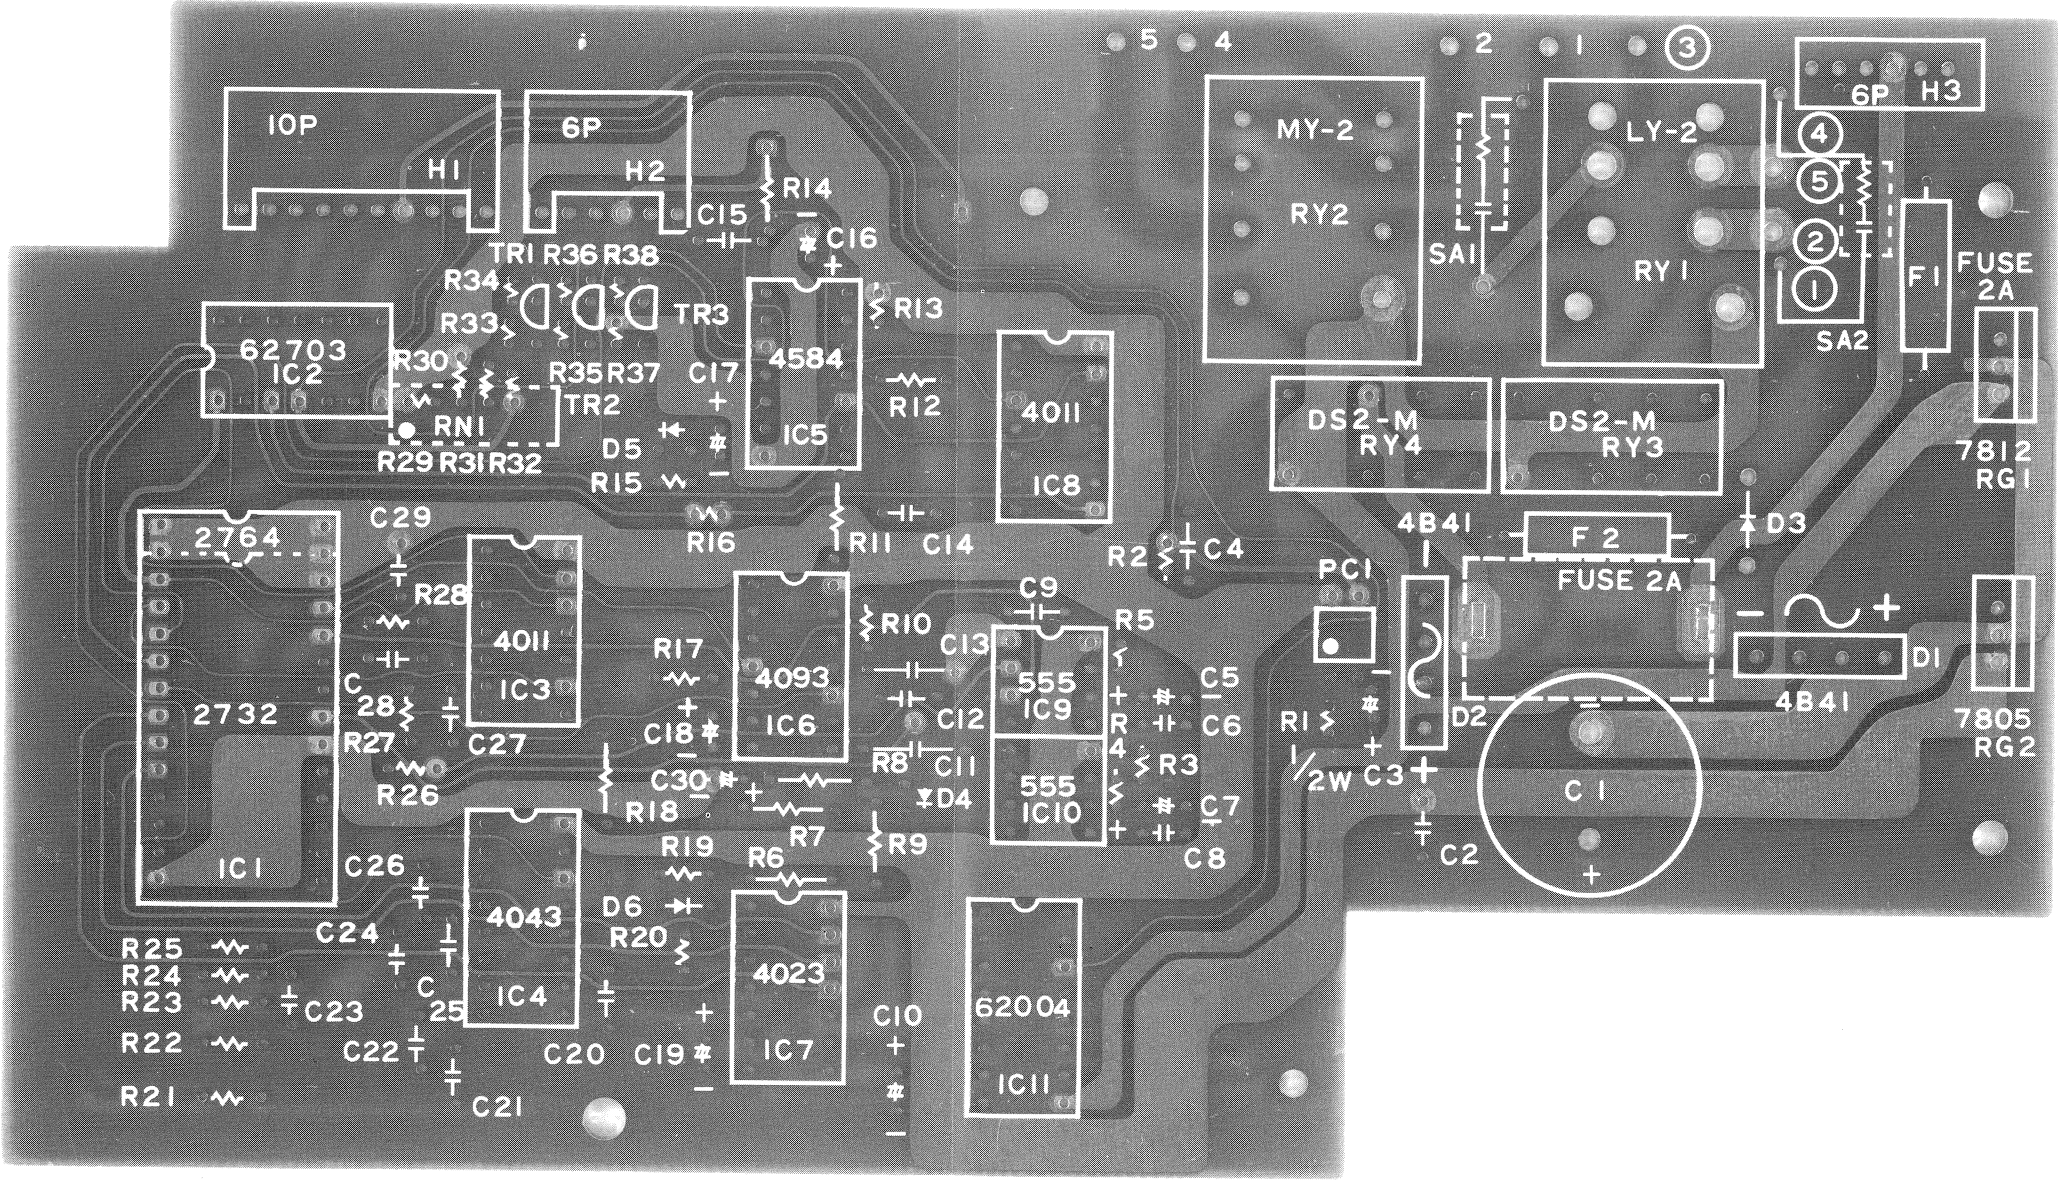 5 4 2 1 3
10P
H1
6P
H2
MY-2
RY2
SA1
LY-2
RY1
6P H3
4
5
2
1
SA2
F1
FUSE
2A
R14
C15
C16
TR1 R36 R38
R34
R33
TR3
R13
62703
IC2
R30
R35 R37
TR2
C17
4584
IC5
R12
RN1
R29 R31 R32
D5
R15
4011
IC8
DS2-M
RY4
DS2-M
RY3
7812
RG1
2764
C29
R16
R11
C14
R2
C4
4B41
F2
FUSE 2A
D3
PC1
R28
4011
IC3
R17
4093
IC6
R10
C9
C13
R5
555
IC9
C5
C12
R
4
C6
2732
C
28
R27
C27
C18
R1
1/2W
C3
D2
D1
4B41
7805
RG2
R26
R18
C30
R8
C11
D4
R3
555
IC10
C7
C8
C1
C2
R7
R9
IC1
C26
R19
R6
4043
IC4
D6
R20
C24
C
25
R25
R24
R23
C23
R22
C22
R21
C21
C20
C19
4023
IC7
C10
62004
IC11